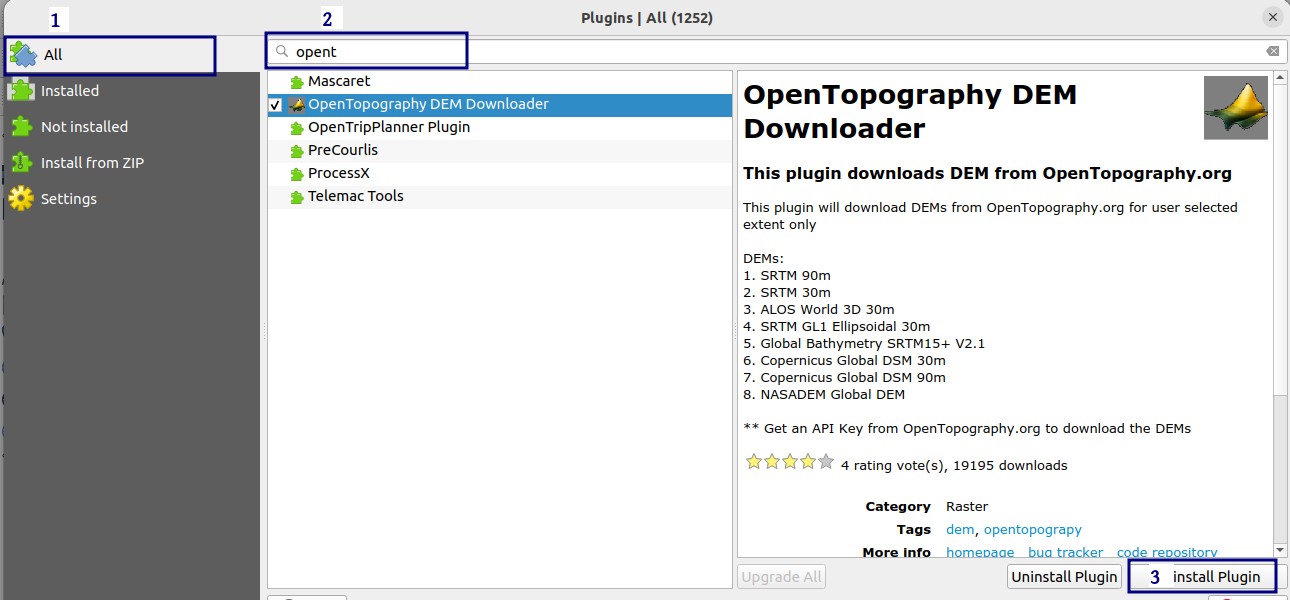 1
2
Plugins | All (1252)
All
opent
Installed
Not installed
Install from ZIP
Settings
Mascaret
OpenTopography DEM Downloader
OpenTripPlanner Plugin
PreCourlis
ProcessX
Telemac Tools
OpenTopography DEM
Downloader
This plugin downloads DEM from OpenTopography.org
This plugin will download DEMs from OpenTopography.org for user selected
extent only
DEMs:
1. SRTM 90m
2. SRTM 30m
3. ALOS World 3D 30m
4. SRTM GL1 Ellipsoidal 30m
5. Global Bathymetry SRTM15+ V2.1
6. Copernicus Global DSM 30m
7. Copernicus Global DSM 90m
8. NASADEM Global DEM
** Get an API Key from OpenTopography.org to download the DEMs
4 rating vote(s), 19195 downloads
Category Raster
Tags dem, opentopograpy
More info homepage bug tracker code repository
Upgrade All
Uninstall Plugin
3 install Plugin